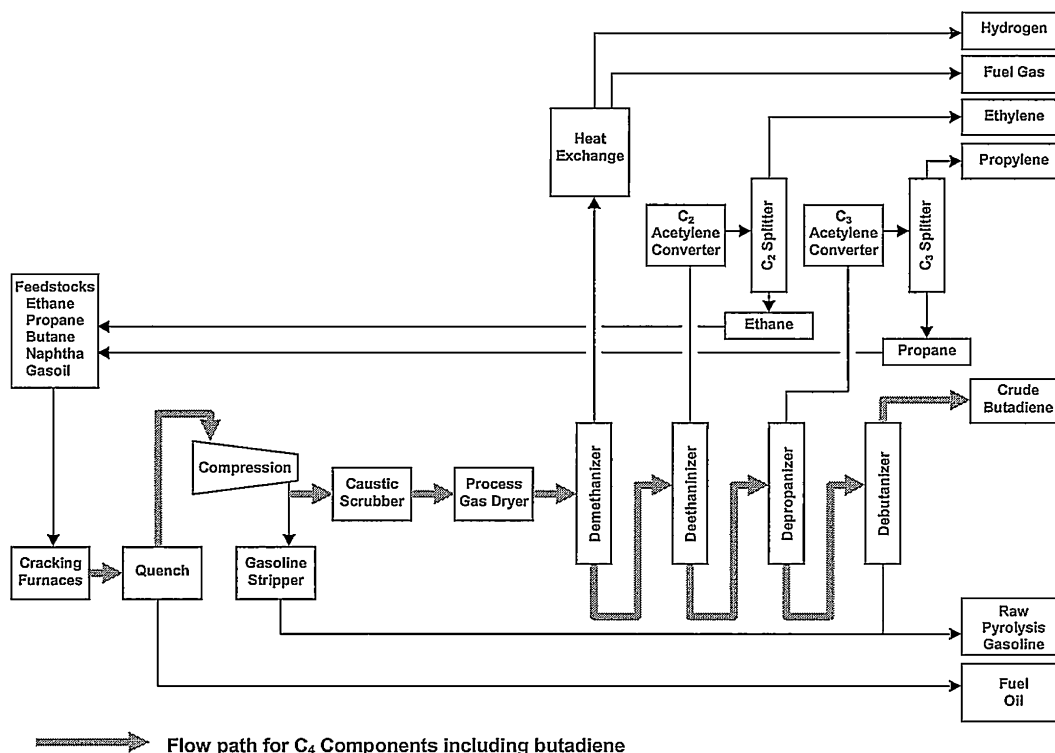 Hydrogen
Fuel Gas
Ethylene
Propylene
Heat
Exchange
C₂
Acetylene
Converter
C₂ Splitter
C₃
Acetylene
Converter
C₃ Splitter
Feedstocks
Ethane
Propane
Butane
Naphtha
Gasoil
Ethane
Propane
Crude
Butadiene
Compression
Caustic
Scrubber
Process
Gas Dryer
Demethanizer
Deethaninizer
Depropanizer
Debutanizer
Cracking
Furnaces
Quench
Gasoline
Stripper
Raw
Pyrolysis
Gasoline
Fuel
Oil
Flow path for C₄ Components including butadiene